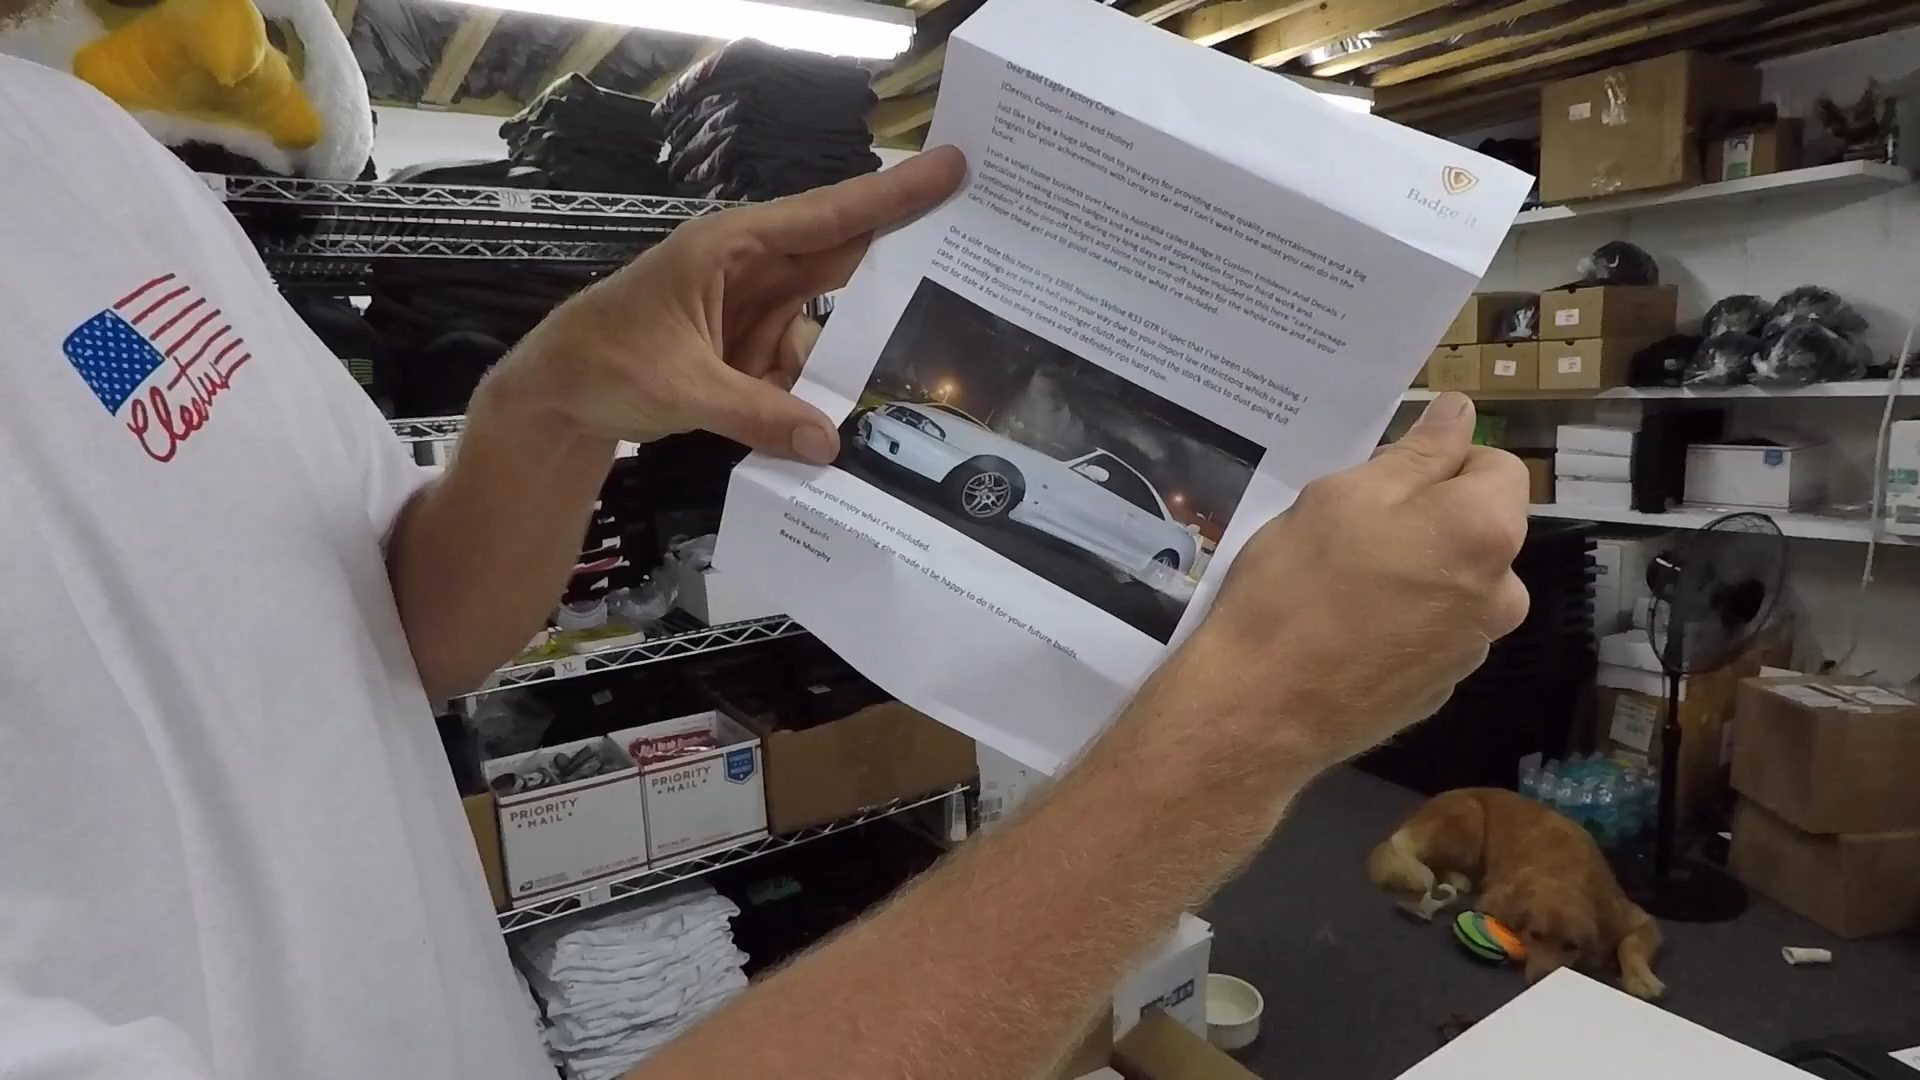 Dear Bald Eagle Factory Crew
(Cleetus, Cooper, James and Holley)
Just like to give a huge shout out to you guys for providing some quality entertainment and a big
congrats for your achievements with Leroy so far and I can't wait to see what you can do in the
future.
I run a small home business over here in Australia called Badge It Custom Emblems And Decals. I
specialise in making custom badges and as a show of appreciation for your hard work and
continuously entertaining me during my long days at work, have included in this here "care package
of freedom" a few one-off badges and some not so one-off badges for the whole crew and all your
cars. I hope these get put to good use and you like what I've included.
On a side note this here is my 1995 Nissan Skyline R33 GTR V-spec that I've been slowly building. I
here these things are rare as hell over your way due to your import law restrictions which is a sad
case. I recently dropped in a much stronger clutch after I turned the stock discs to dust going full
send for dale a few too many times and it definitely rips hard now.
I Hope you enjoy what I've included.
If you ever want anything else made id be happy to do it for your future builds.
Kind Regards
Reece Murphy
Badge It
Cleetus
XL
PRIORITY
MAIL
PRIORITY
MAIL
L